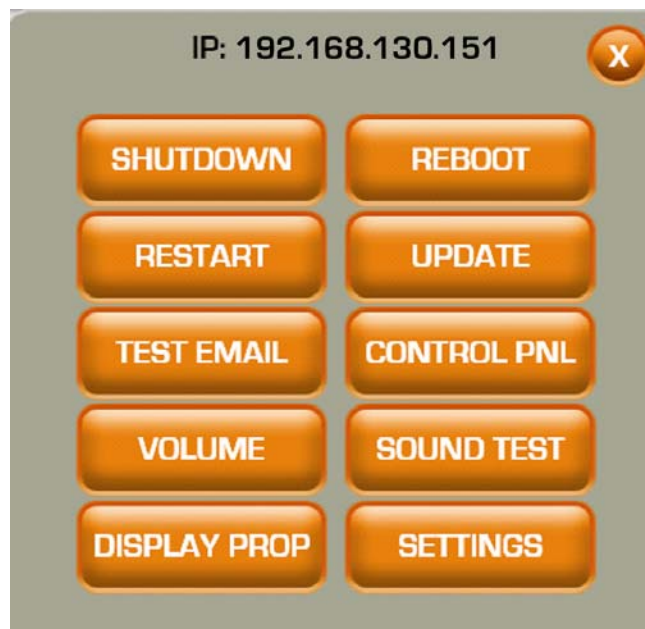 IP: 192.168.130.151
X
SHUTDOWN
REBOOT
RESTART
UPDATE
TEST EMAIL
CONTROL PNL
VOLUME
SOUND TEST
DISPLAY PROP
SETTINGS